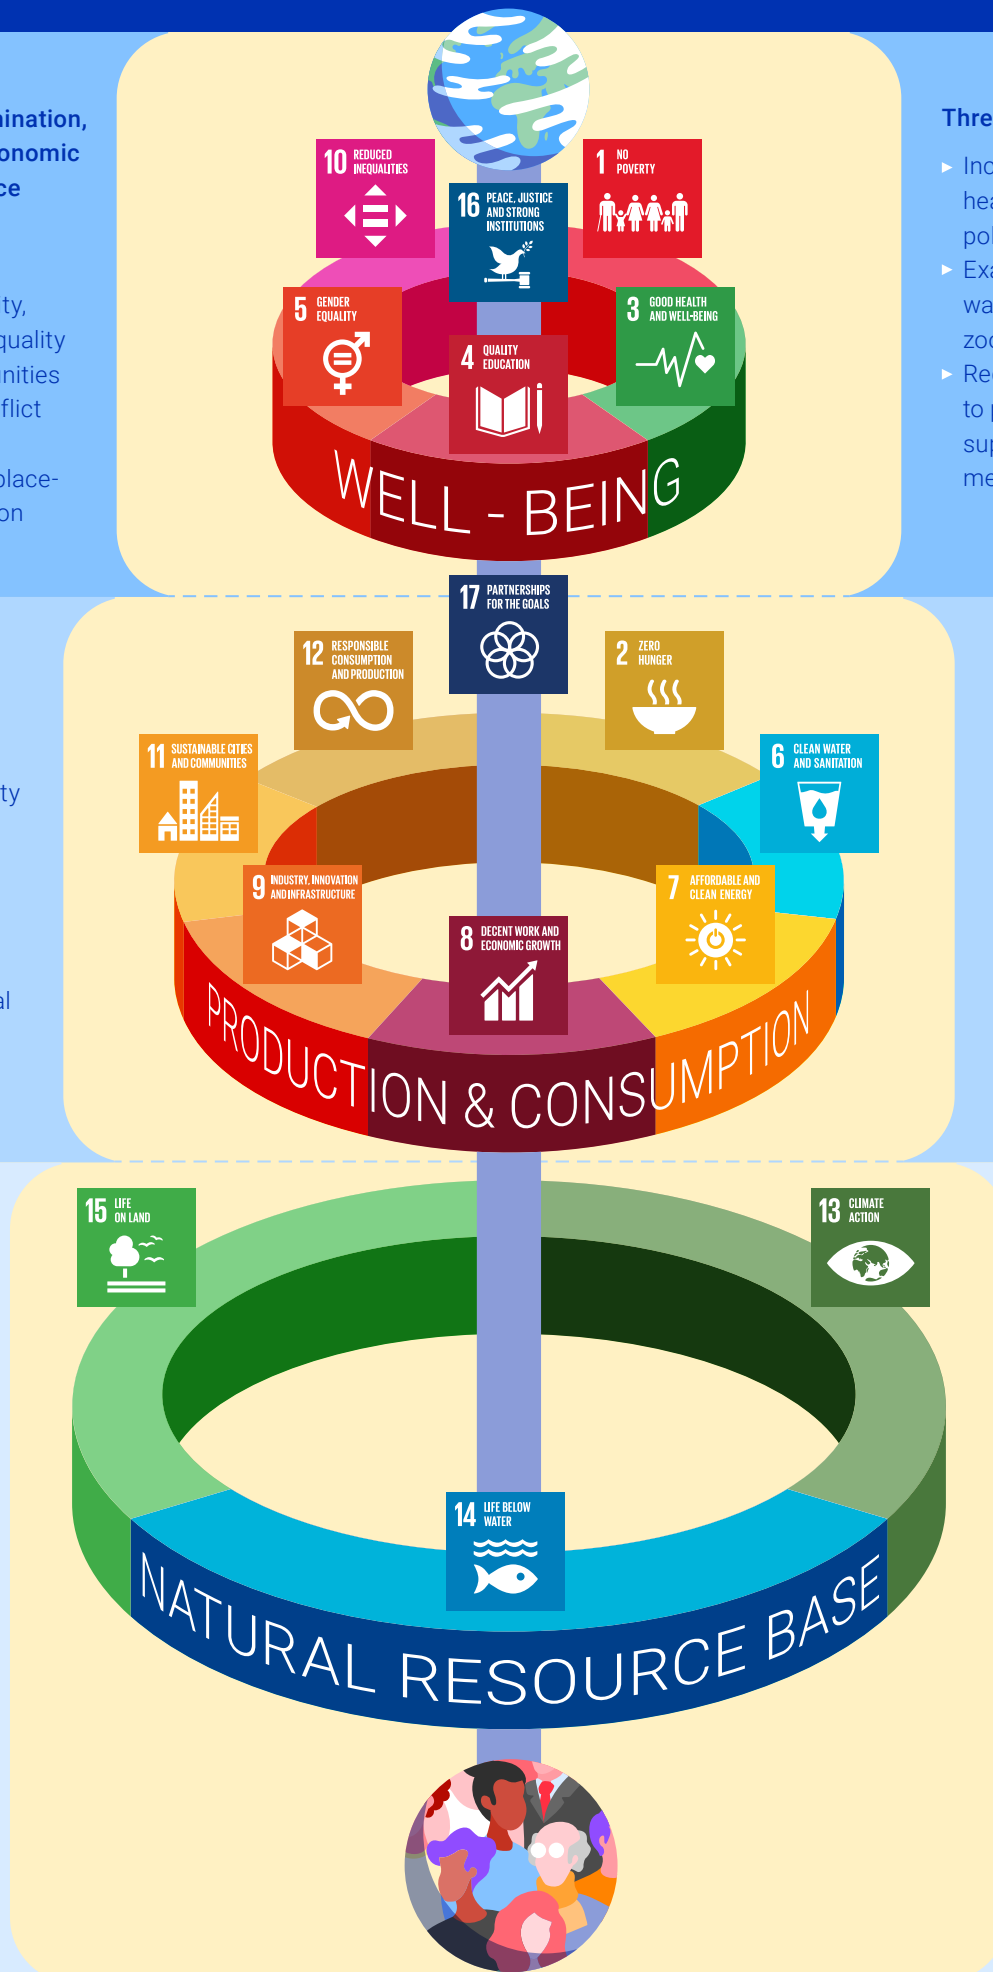 10 REDUCED
INEQUALITIES
1 NO
POVERTY
16 PEACE, JUSTICE
AND STRONG
INSTITUTIONS
5 GENDER
EQUALITY
3 GOOD HEALTH
AND WELL-BEING
4 QUALITY
EDUCATION
WELL - BEING
17 PARTNERSHIPS
FOR THE GOALS
12 RESPONSIBLE
CONSUMPTION
AND PRODUCTION
2 ZERO
HUNGER
11 SUSTAINABLE CITIES
AND COMMUNITIES
6 CLEAN WATER
AND SANITATION
9 INDUSTRY, INNOVATION
AND INFRASTRUCTURE
7 AFFORDABLE AND
CLEAN ENERGY
8 DECENT WORK AND
ECONOMIC GROWTH
PRODUCTION & CONSUMPTION
15 LIFE
ON LAND
13 CLIMATE
ACTION
14 LIFE BELOW
WATER
NATURAL RESOURCE BASE
mination,
onomic
ce
ty,
quality
nities
flict
place-
on
ty
al
Thre
▸ Inc
hea
pol
▸ Exa
wa
zoo
▸ Re
to p
sup
me